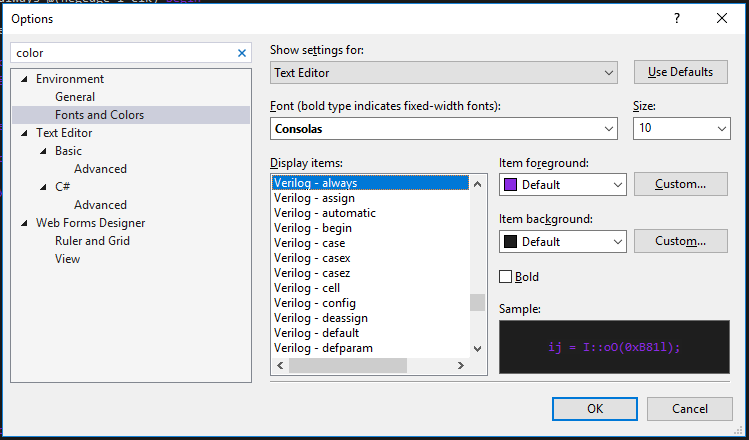 Options
color
Environment
General
Fonts and Colors
Text Editor
Basic
Advanced
C#
Advanced
Web Forms Designer
Ruler and Grid
View
Show settings for:
Text Editor
Use Defaults
Font (bold type indicates fixed-width fonts):
Size:
Consolas
10
Display items:
Verilog - always
Verilog - assign
Verilog - automatic
Verilog - begin
Verilog - case
Verilog - casex
Verilog - casez
Verilog - cell
Verilog - config
Verilog - deassign
Verilog - default
Verilog - defparam
Item foreground:
Default
Custom...
Item background:
Default
Custom...
Bold
Sample:
ij = I::oO(0xB81l);
OK
Cancel